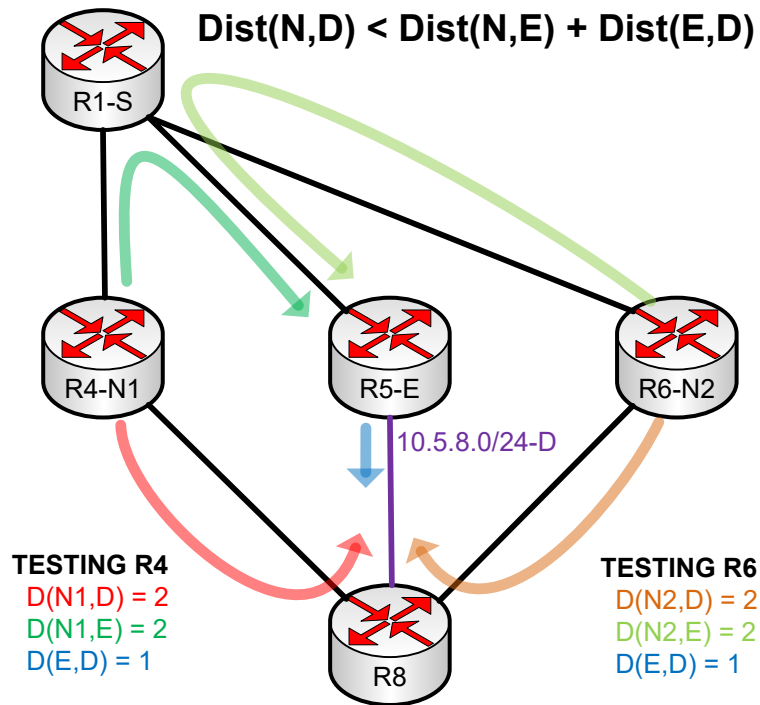 Dist(N,D) < Dist(N,E) + Dist(E,D)
R1-S
R4-N1
R5-E
R6-N2
10.5.8.0/24-D
TESTING R4
D(N1,D) = 2
D(N1,E) = 2
D(E,D) = 1
TESTING R6
D(N2,D) = 2
D(N2,E) = 2
D(E,D) = 1
R8